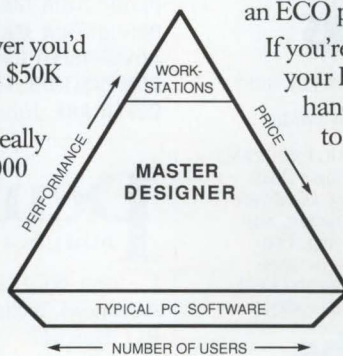 ver you'd
$50K
eally
000
an ECO p
If you're
your I
hand
to
WORK-
STATIONS
PERFORMANCE
PRICE
MASTER
DESIGNER
TYPICAL PC SOFTWARE
NUMBER OF USERS